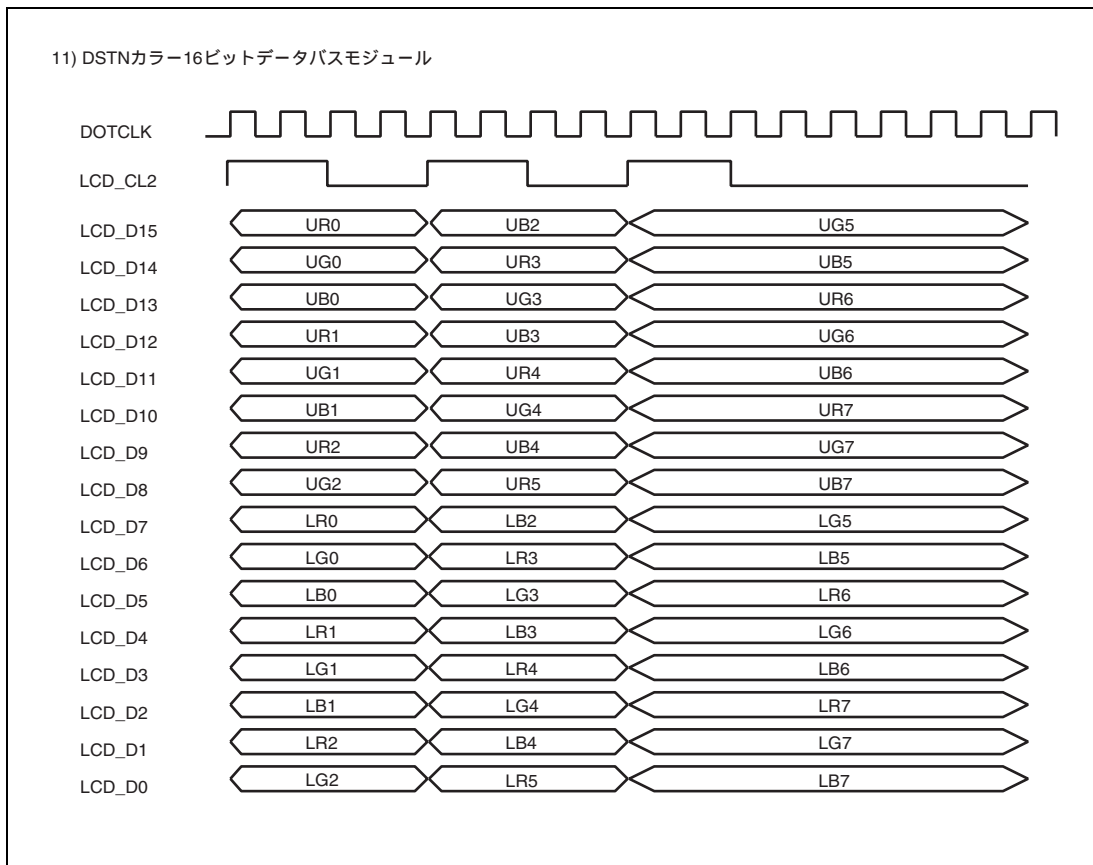 11) DSTNカラー16ビットデータバスモジュール
DOTCLK
LCD_CL2
LCD_D15 UR0 UB2 UG5
LCD_D14 UG0 UR3 UB5
LCD_D13 UB0 UG3 UR6
LCD_D12 UR1 UB3 UG6
LCD_D11 UG1 UR4 UB6
LCD_D10 UB1 UG4 UR7
LCD_D9 UR2 UB4 UG7
LCD_D8 UG2 UR5 UB7
LCD_D7 LR0 LB2 LG5
LCD_D6 LG0 LR3 LB5
LCD_D5 LB0 LG3 LR6
LCD_D4 LR1 LB3 LG6
LCD_D3 LG1 LR4 LB6
LCD_D2 LB1 LG4 LR7
LCD_D1 LR2 LB4 LG7
LCD_D0 LG2 LR5 LB7